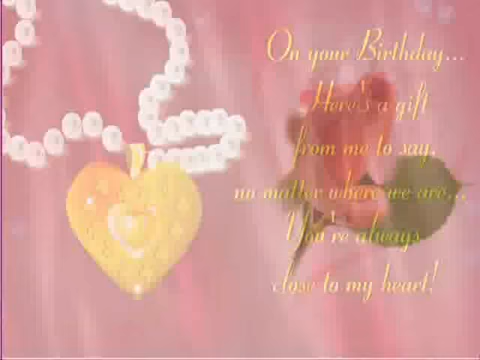 On your Birthday...
Here's a gift
from me to say,
no matter where we are...
You're always
close to my heart!